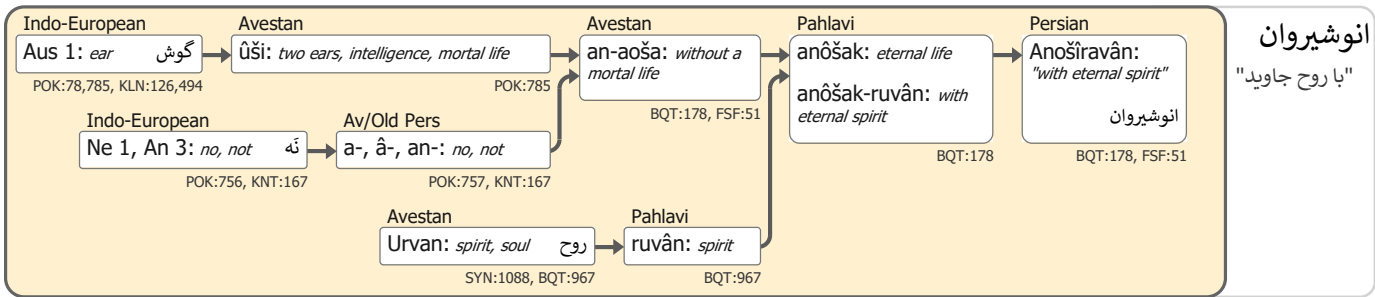 Indo-European
Aus 1: ear گوش
POK:78,785, KLN:126,494
Avestan
ûši: two ears, intelligence, mortal life
POK:785
Avestan
an-aoša: without a
mortal life
BQT:178, FSF:51
Pahlavi
anôšak: eternal life
anôšak-ruvân: with
eternal spirit
BQT:178
Persian
Anošîravân:
"with eternal spirit"
انوشیروان
BQT:178, FSF:51
انوشیروان
"با روح جاوید"
Indo-European
Ne 1, An 3: no, not نَه
POK:756, KNT:167
Av/Old Pers
a-, â-, an-: no, not
POK:757, KNT:167
Avestan
Urvan: spirit, soul روح
SYN:1088, BQT:967
Pahlavi
ruvân: spirit
BQT:967